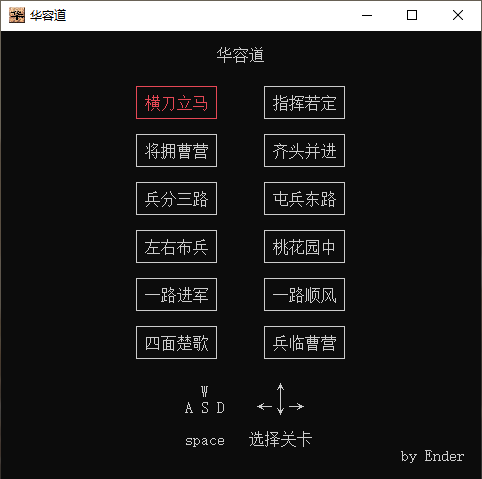 华容道
华容道
横刀立马 指挥若定
将拥曹营 齐头并进
兵分三路 屯兵东路
左右布兵 桃花园中
一路进军 一路顺风
四面楚歌 兵临曹营
W
A S D ←↑↓→
space 选择关卡
by Ender